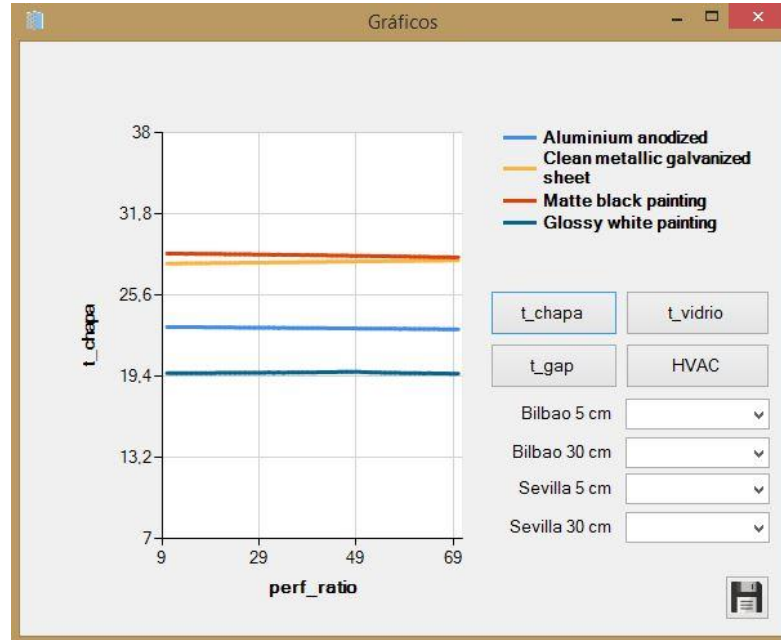 Gráficos
38
31,8
25,6
19,4
13,2
7
9
29
49
69
t_chapa
perf_ratio
Aluminium anodized
Clean metallic galvanized
sheet
Matte black painting
Glossy white painting
t_chapa
t_vidrio
t_gap
HVAC
Bilbao 5 cm
Bilbao 30 cm
Sevilla 5 cm
Sevilla 30 cm